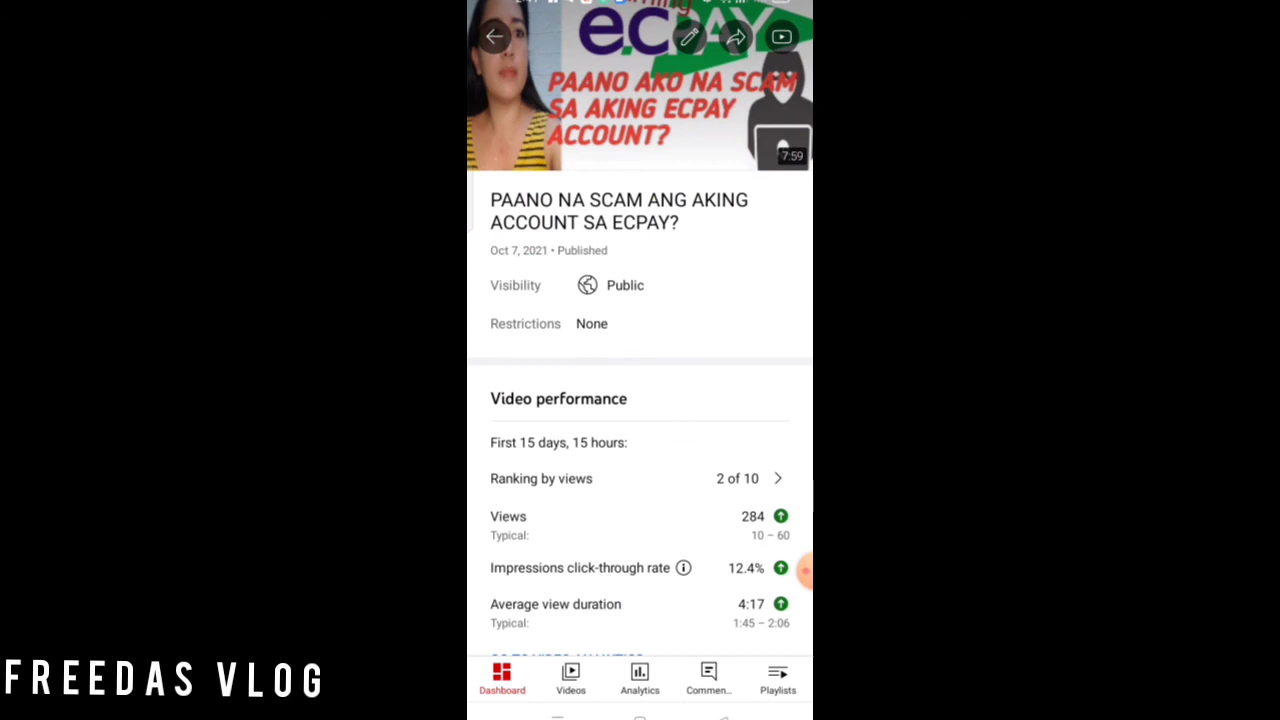 ecPAY
PAANO AKO NA SCAM
SA AKING ECPAY
ACCOUNT?
7:59
PAANO NA SCAM ANG AKING
ACCOUNT SA ECPAY?
Oct 7, 2021 • Published
Visibility Public
Restrictions None
Video performance
First 15 days, 15 hours:
Ranking by views 2 of 10
Views 284
Typical: 10 – 60
Impressions click-through rate 12.4%
Average view duration 4:17
Typical: 1:45 – 2:06
Dashboard Videos Analytics Commen... Playlists
FREEDAS VLOG